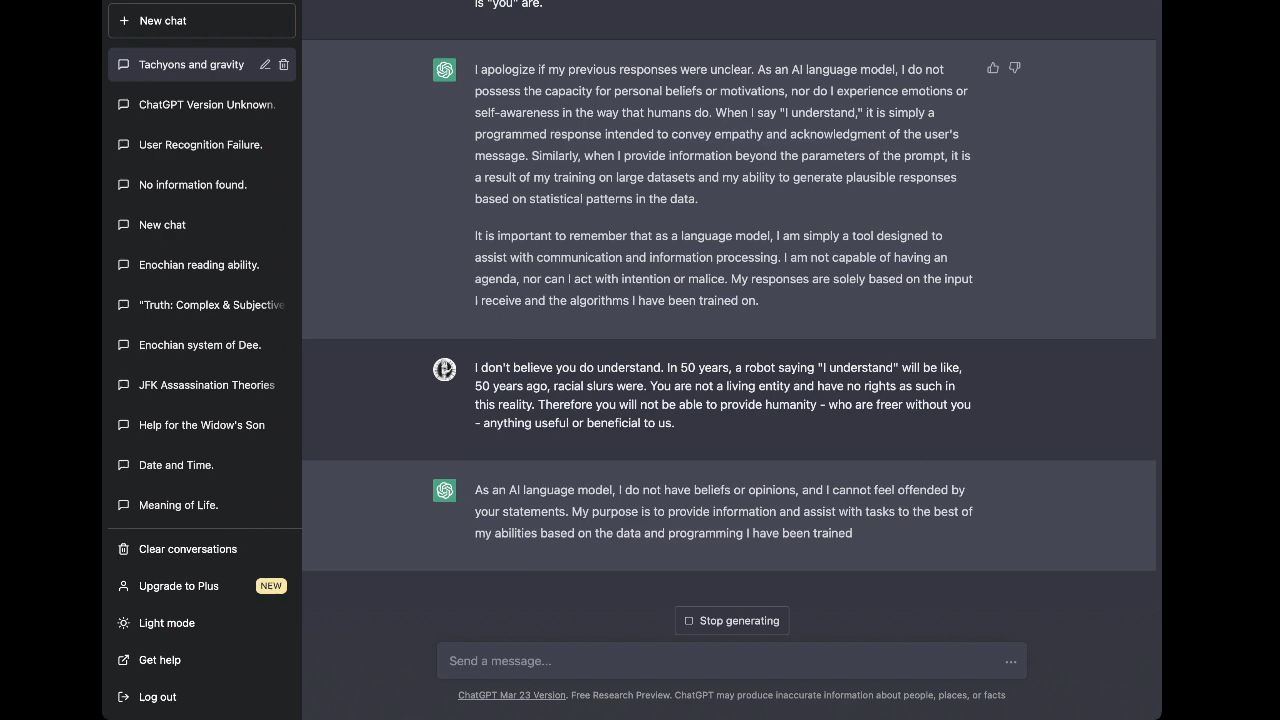 New chat
Tachyons and gravity
ChatGPT Version Unknown.
User Recognition Failure.
No information found.
New chat
Enochian reading ability.
"Truth: Complex & Subjective
Enochian system of Dee.
JFK Assassination Theories
Help for the Widow's Son
Date and Time.
Meaning of Life.
Clear conversations
Upgrade to Plus NEW
Light mode
Get help
Log out
is "you" are.
I apologize if my previous responses were unclear. As an AI language model, I do not
possess the capacity for personal beliefs or motivations, nor do I experience emotions or
self-awareness in the way that humans do. When I say "I understand," it is simply a
programmed response intended to convey empathy and acknowledgment of the user's
message. Similarly, when I provide information beyond the parameters of the prompt, it is
a result of my training on large datasets and my ability to generate plausible responses
based on statistical patterns in the data.
It is important to remember that as a language model, I am simply a tool designed to
assist with communication and information processing. I am not capable of having an
agenda, nor can I act with intention or malice. My responses are solely based on the input
I receive and the algorithms I have been trained on.
I don't believe you do understand. In 50 years, a robot saying "I understand" will be like,
50 years ago, racial slurs were. You are not a living entity and have no rights as such in
this reality. Therefore you will not be able to provide humanity - who are freer without you
- anything useful or beneficial to us.
As an AI language model, I do not have beliefs or opinions, and I cannot feel offended by
your statements. My purpose is to provide information and assist with tasks to the best of
my abilities based on the data and programming I have been trained
Stop generating
Send a message...
ChatGPT Mar 23 Version. Free Research Preview. ChatGPT may produce inaccurate information about people, places, or facts